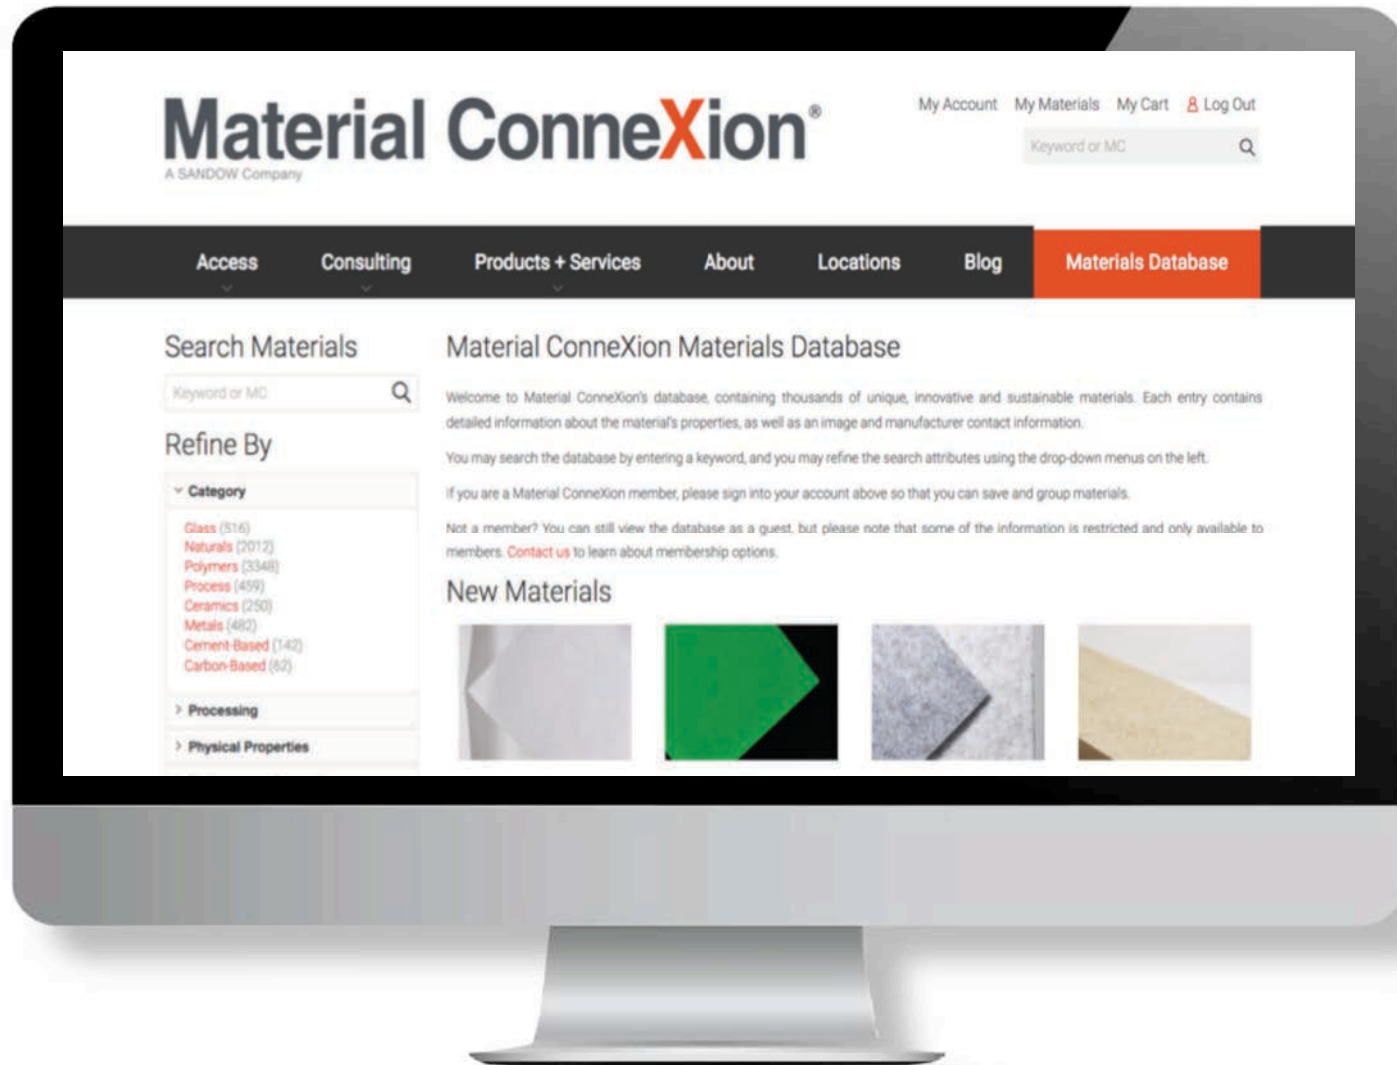 Material ConneXion®
A SANDOW Company
My Account My Materials My Cart Log Out
Keyword or MC
Access Consulting Products + Services About Locations Blog Materials Database
Search Materials
Keyword or MC
Refine By
Category
Glass (516)
Naturals (2012)
Polymers (3348)
Process (459)
Ceramics (250)
Metals (482)
Cement-Based (142)
Carbon-Based (62)
Processing
Physical Properties
Material ConneXion Materials Database
Welcome to Material ConneXion's database, containing thousands of unique, innovative and sustainable materials. Each entry contains
detailed information about the material's properties, as well as an image and manufacturer contact information.
You may search the database by entering a keyword, and you may refine the search attributes using the drop-down menus on the left.
If you are a Material ConneXion member, please sign into your account above so that you can save and group materials.
Not a member? You can still view the database as a guest, but please note that some of the information is restricted and only available to
members. Contact us to learn about membership options.
New Materials